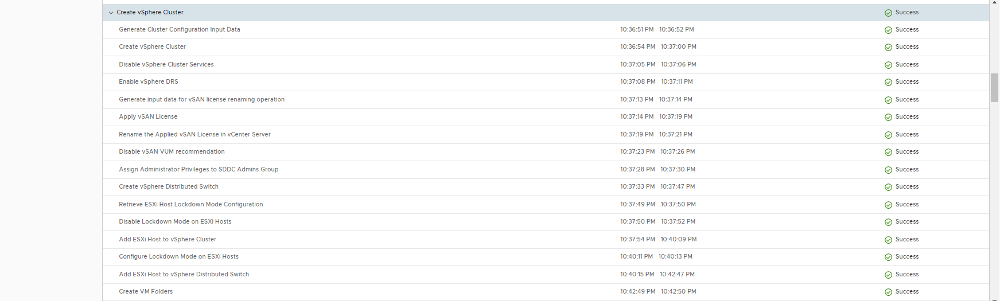 Create vSphere Cluster Success
Generate Cluster Configuration Input Data 10:36:51 PM 10:36:52 PM Success
Create vSphere Cluster 10:36:54 PM 10:37:00 PM Success
Disable vSphere Cluster Services 10:37:05 PM 10:37:06 PM Success
Enable vSphere DRS 10:37:08 PM 10:37:11 PM Success
Generate input data for vSAN license renaming operation 10:37:13 PM 10:37:14 PM Success
Apply vSAN License 10:37:14 PM 10:37:19 PM Success
Rename the Applied vSAN License in vCenter Server 10:37:19 PM 10:37:21 PM Success
Disable vSAN VUM recommendation 10:37:23 PM 10:37:26 PM Success
Assign Administrator Privileges to SDDC Admins Group 10:37:28 PM 10:37:30 PM Success
Create vSphere Distributed Switch 10:37:33 PM 10:37:47 PM Success
Retrieve ESXi Host Lockdown Mode Configuration 10:37:49 PM 10:37:50 PM Success
Disable Lockdown Mode on ESXi Hosts 10:37:50 PM 10:37:52 PM Success
Add ESXi Host to vSphere Cluster 10:37:54 PM 10:40:09 PM Success
Configure Lockdown Mode on ESXi Hosts 10:40:11 PM 10:40:13 PM Success
Add ESXi Host to vSphere Distributed Switch 10:40:15 PM 10:42:47 PM Success
Create VM Folders 10:42:49 PM 10:42:50 PM Success